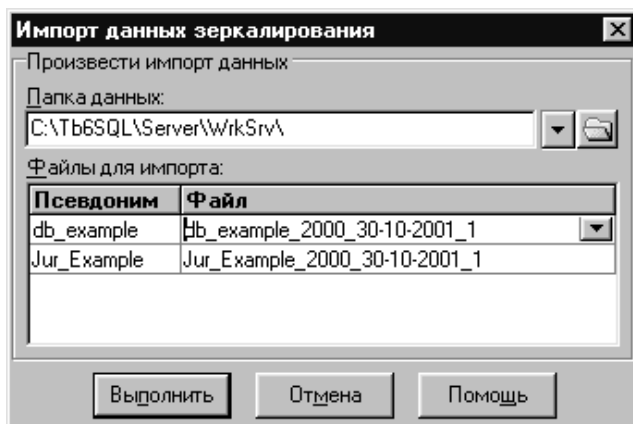 Импорт данных зеркалирования
Произвести импорт данных
Папка данных:
C:\Tb6SQL\Server\WrkSrv\
Файлы для импорта:
Псевдоним Файл
db_example db_example_2000_30-10-2001_1
Jur_Example Jur_Example_2000_30-10-2001_1
Выполнить Отмена Помощь